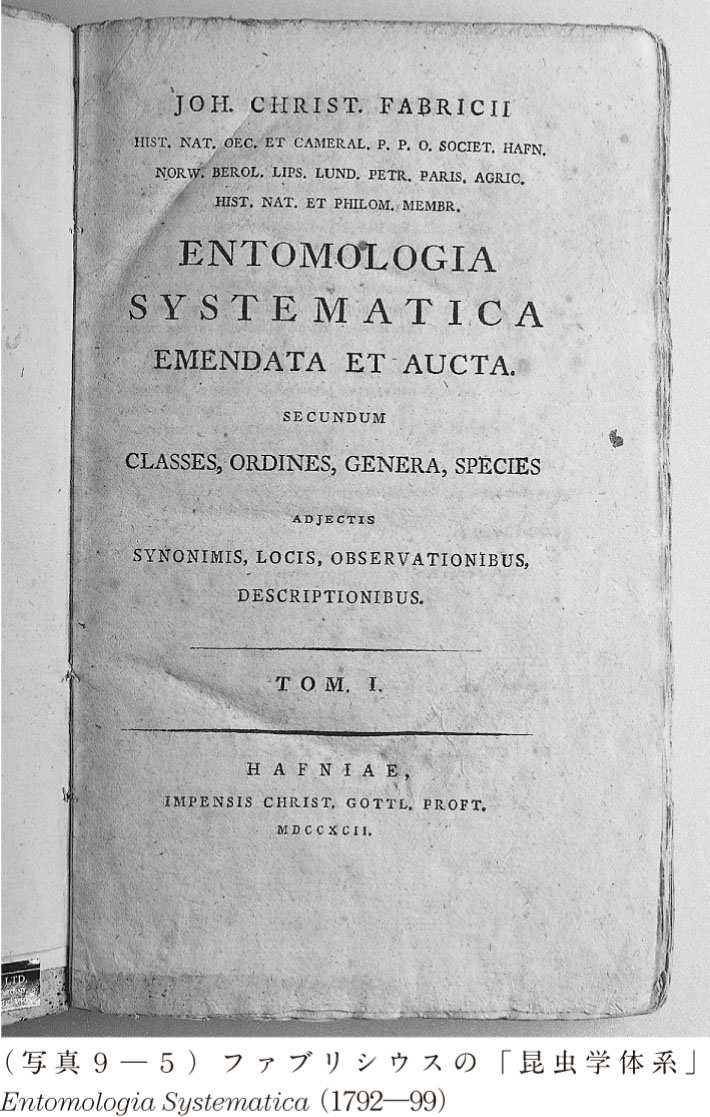 JOH. CHRIST. FABRICII
HIST. NAT. OEC. ET CAMERAL. P. P. O. SOCIET. HAFN.
NORW. BEROL. LIPS. LUND. PETR. PARIS. AGRIC.
HIST. NAT. ET PHILOM. MEMBR.
ENTOMOLOGIA
SYSTEMATICA
EMENDATA ET AUCTA.
SECUNDUM
CLASSES, ORDINES, GENERA, SPECIES
ADJECTIS
SYNONIMIS, LOCIS, OBSERVATIONIBUS,
DESCRIPTIONIBUS.
TOM. I.
HAFNIAE,
IMPENSIS CHRIST. GOTTL. PROFT.
MDCCXCII.
LTD.
(写真9―5)ファブリシウスの「昆虫学体系」
Entomologia Systematica (1792―99)